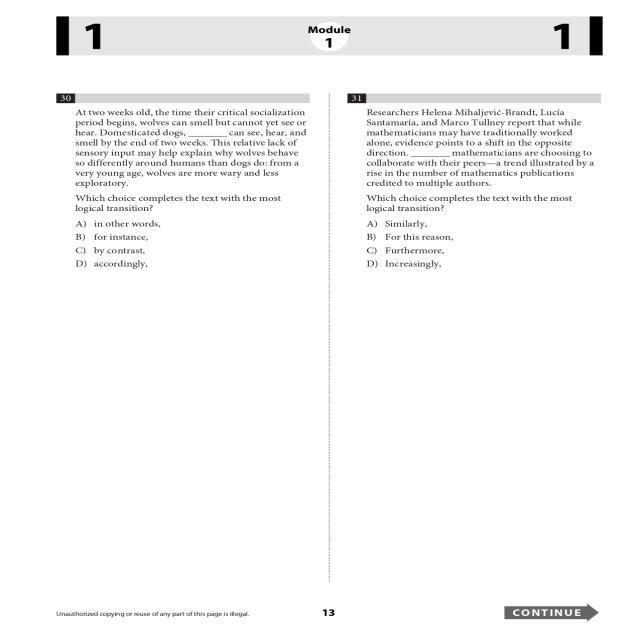 1
Module
1
1
30
At two weeks old, the time their critical socialization
period begins, wolves can smell but cannot yet see or
hear. Domesticated dogs, _______ can see, hear, and
smell by the end of two weeks. This relative lack of
sensory input may help explain why wolves behave
so differently around humans than dogs do: from a
very young age, wolves are more wary and less
exploratory.
Which choice completes the text with the most
logical transition?
A) in other words,
B) for instance,
C) by contrast,
D) accordingly,
31
Researchers Helena Mihaljević-Brandt, Lucía
Santamaría, and Marco Tullney report that while
mathematicians may have traditionally worked
alone, evidence points to a shift in the opposite
direction. _______ mathematicians are choosing to
collaborate with their peers—a trend illustrated by a
rise in the number of mathematics publications
credited to multiple authors.
Which choice completes the text with the most
logical transition?
A) Similarly,
B) For this reason,
C) Furthermore,
D) Increasingly,
Unauthorized copying or reuse of any part of this page is illegal.
13
CONTINUE